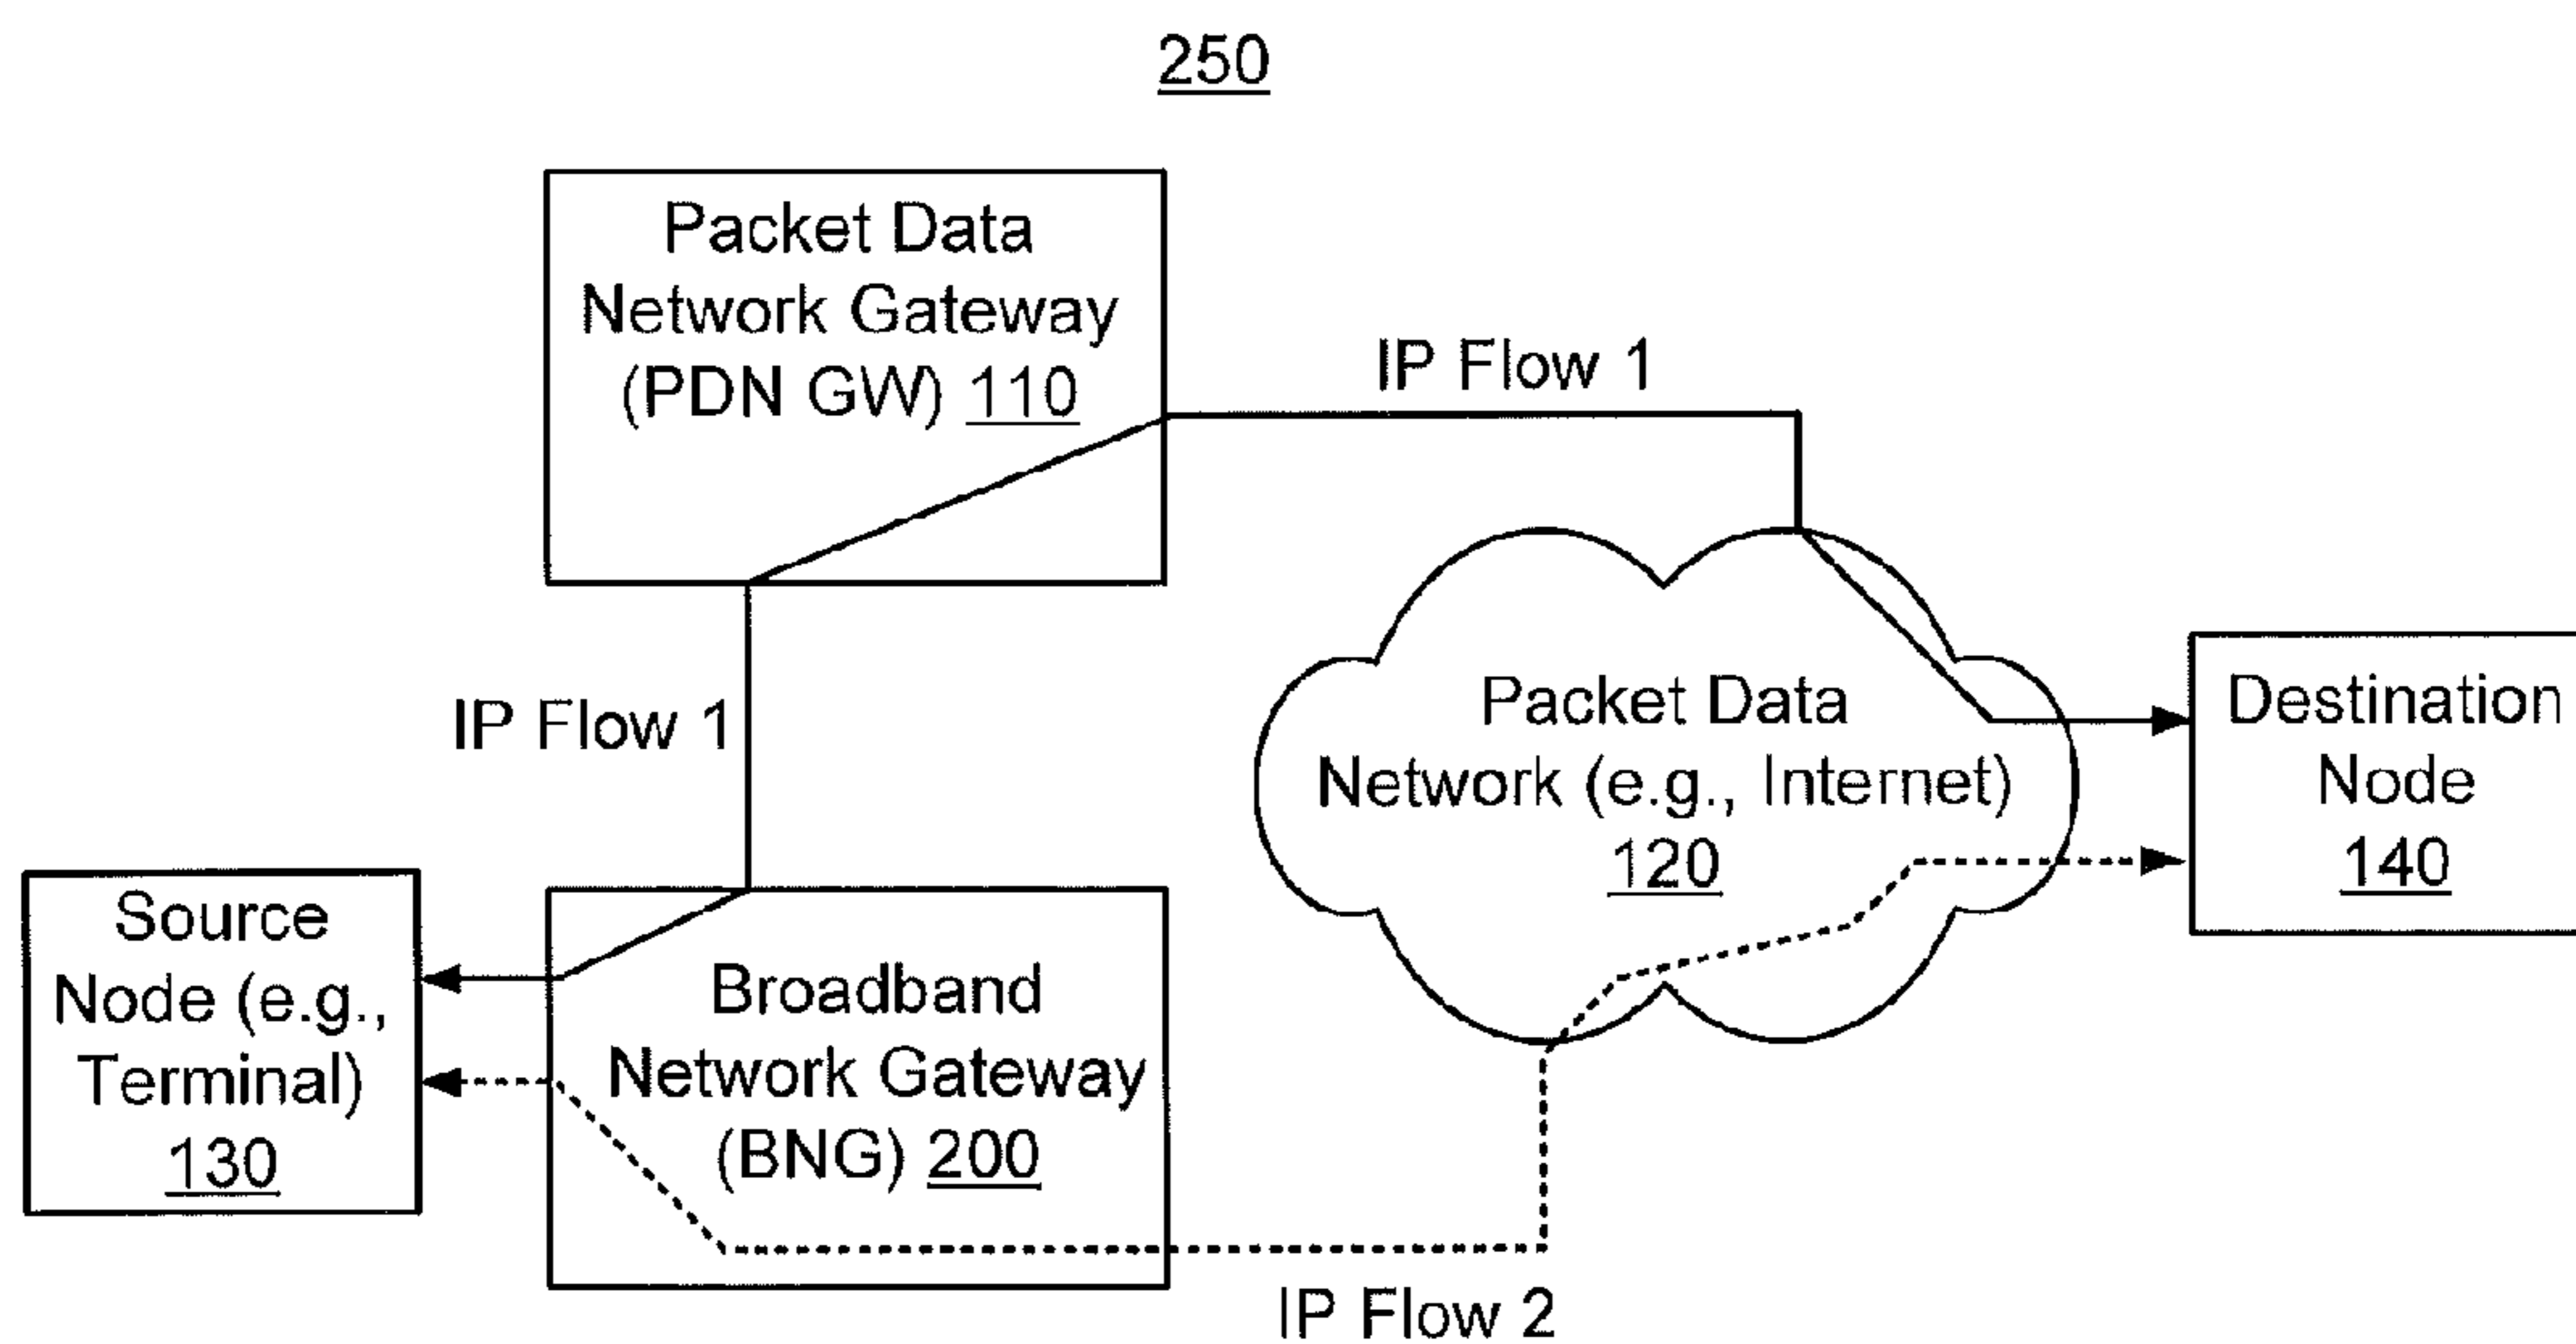 250
Packet Data
Network Gateway
(PDN GW) 110
IP Flow 1
IP Flow 1
Packet Data
Network (e.g., Internet)
120
Destination
Node
140
Source
Node (e.g.,
Terminal)
130
Broadband
Network Gateway
(BNG) 200
IP Flow 2